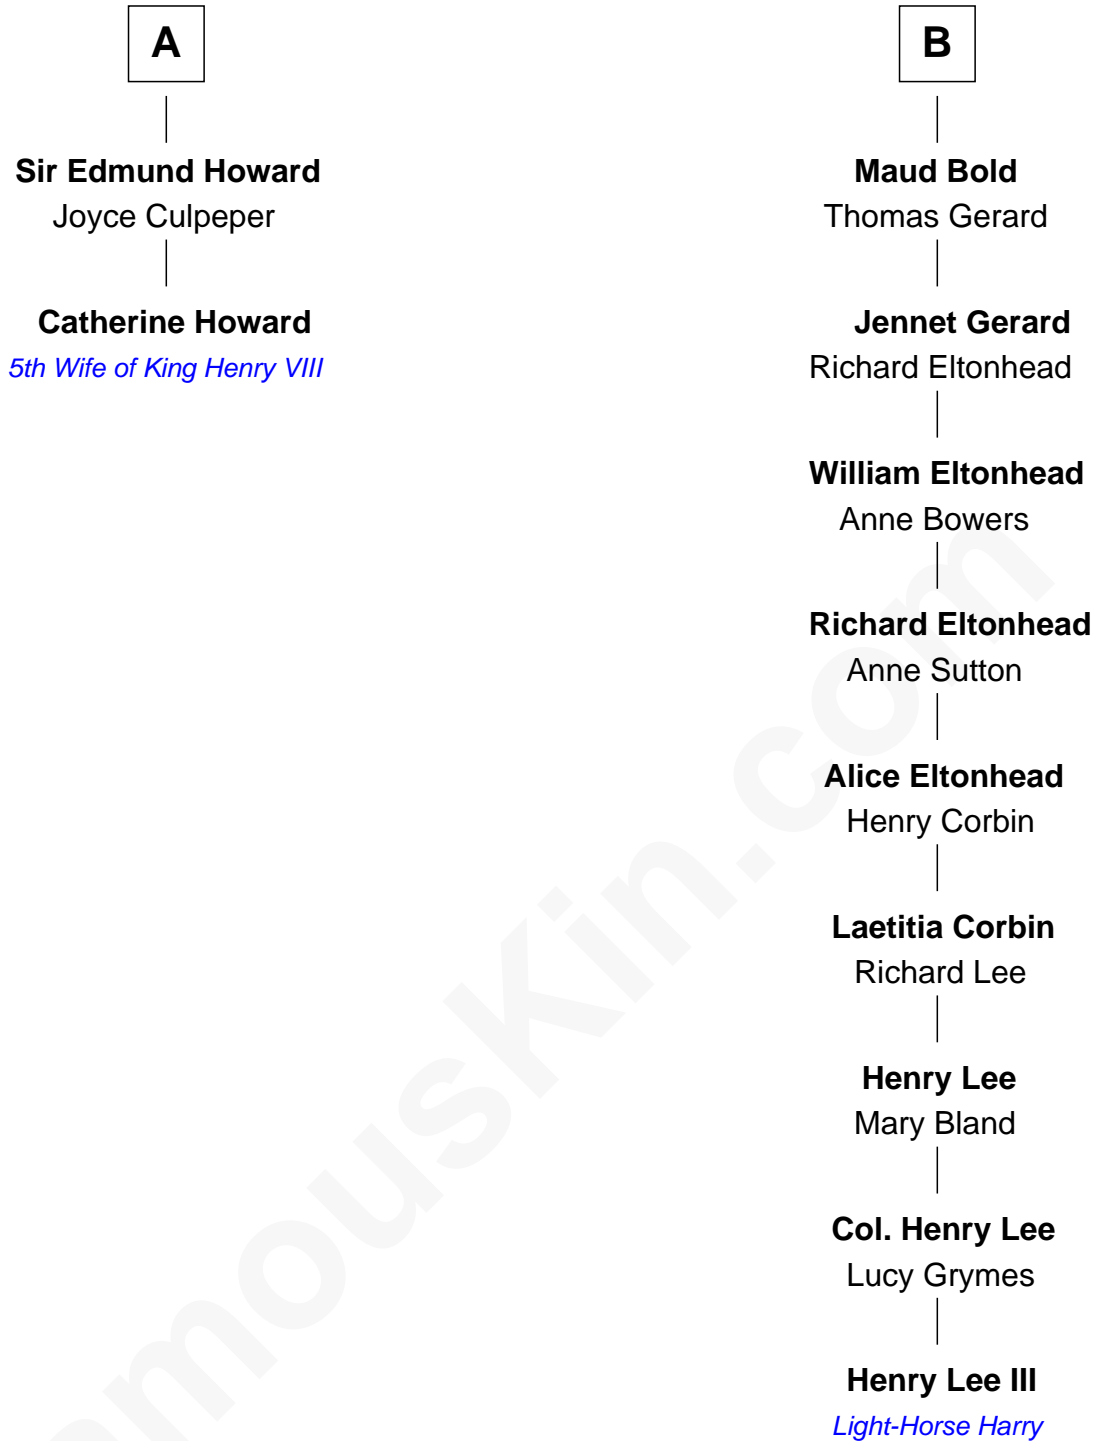 A
Sir Edmund Howard
Joyce Culpeper
Catherine Howard
5th Wife of King Henry VIII
B
Maud Bold
Thomas Gerard
Jennet Gerard
Richard Eltonhead
William Eltonhead
Anne Bowers
Richard Eltonhead
Anne Sutton
Alice Eltonhead
Henry Corbin
Laetitia Corbin
Richard Lee
Henry Lee
Mary Bland
Col. Henry Lee
Lucy Grymes
Henry Lee III
Light-Horse Harry
amouskin.com